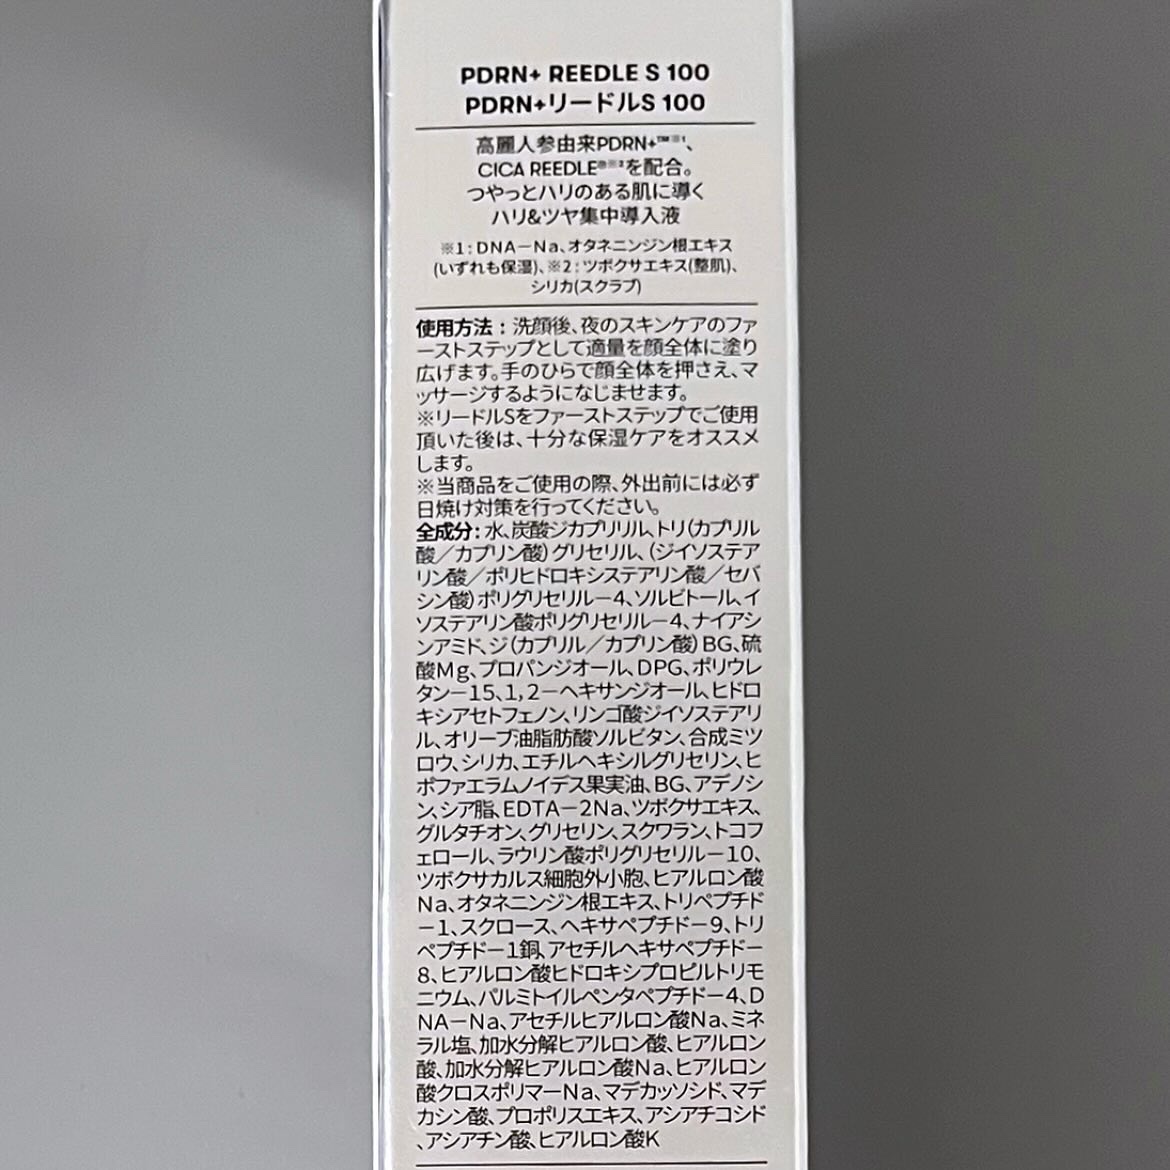 PDRN+ REEDLE S 100
PDRN+リードルS 100
高麗人参由来PDRN+™※1、
CICA REEDLE®※2を配合。
つやっとハリのある肌に導く
ハリ&ツヤ集中導入液
※1:DNA-Na、オタネニンジン根エキス
(いずれも保湿)、※2:ツボクサエキス(整肌)、
シリカ(スクラブ)
使用方法:洗顔後、夜のスキンケアのファ
ーストステップとして適量を顔全体に塗り
広げます。手のひらで顔全体を押さえ、マ
ッサージするようになじませます。
※リードルSをファーストステップでご使用
頂いた後は、十分な保湿ケアをオススメ
します。
※当商品をご使用の際、外出前には必ず
日焼け対策を行ってください。
全成分:水、炭酸ジカプリリル、トリ(カプリル
酸/カプリン酸)グリセリル、(ジイソステア
リン酸/ポリヒドロキシステアリン酸/セバ
シン酸)ポリグリセリル-4、ソルビトール、イ
ソステアリン酸ポリグリセリル-4、ナイアシ
ンアミド、ジ(カプリル/カプリン酸)BG、硫
酸Mg、プロパンジオール、DPG、ポリウレ
タン-15、1,2-ヘキサンジオール、ヒドロ
キシアセトフェノン、リンゴ酸ジイソステアリ
ル、オリーブ油脂肪酸ソルビタン、合成ミツ
ロウ、シリカ、エチルヘキシルグリセリン、ヒ
ポファエラムノイデス果実油、BG、アデノシ
ン、シア脂、EDTA-2Na、ツボクサエキス、
グルタチオン、グリセリン、スクワラン、トコフ
ェロール、ラウリン酸ポリグリセリル-10、
ツボクサカルス細胞外小胞、ヒアルロン酸
Na、オタネニンジン根エキス、トリペプチド
-1、スクロース、ヘキサペプチド-9、トリ
ペプチド-1銅、アセチルヘキサペプチド-
8、ヒアルロン酸ヒドロキシプロピルトリモ
ニウム、パルミトイルペンタペプチド-4、D
NA-Na、アセチルヒアルロン酸Na、ミネ
ラル塩、加水分解ヒアルロン酸、ヒアルロン
酸、加水分解ヒアルロン酸Na、ヒアルロン
酸クロスポリマーNa、マデカッソシド、マデ
カシン酸、プロポリスエキス、アシアチコシド
、アシアチン酸、ヒアルロン酸K